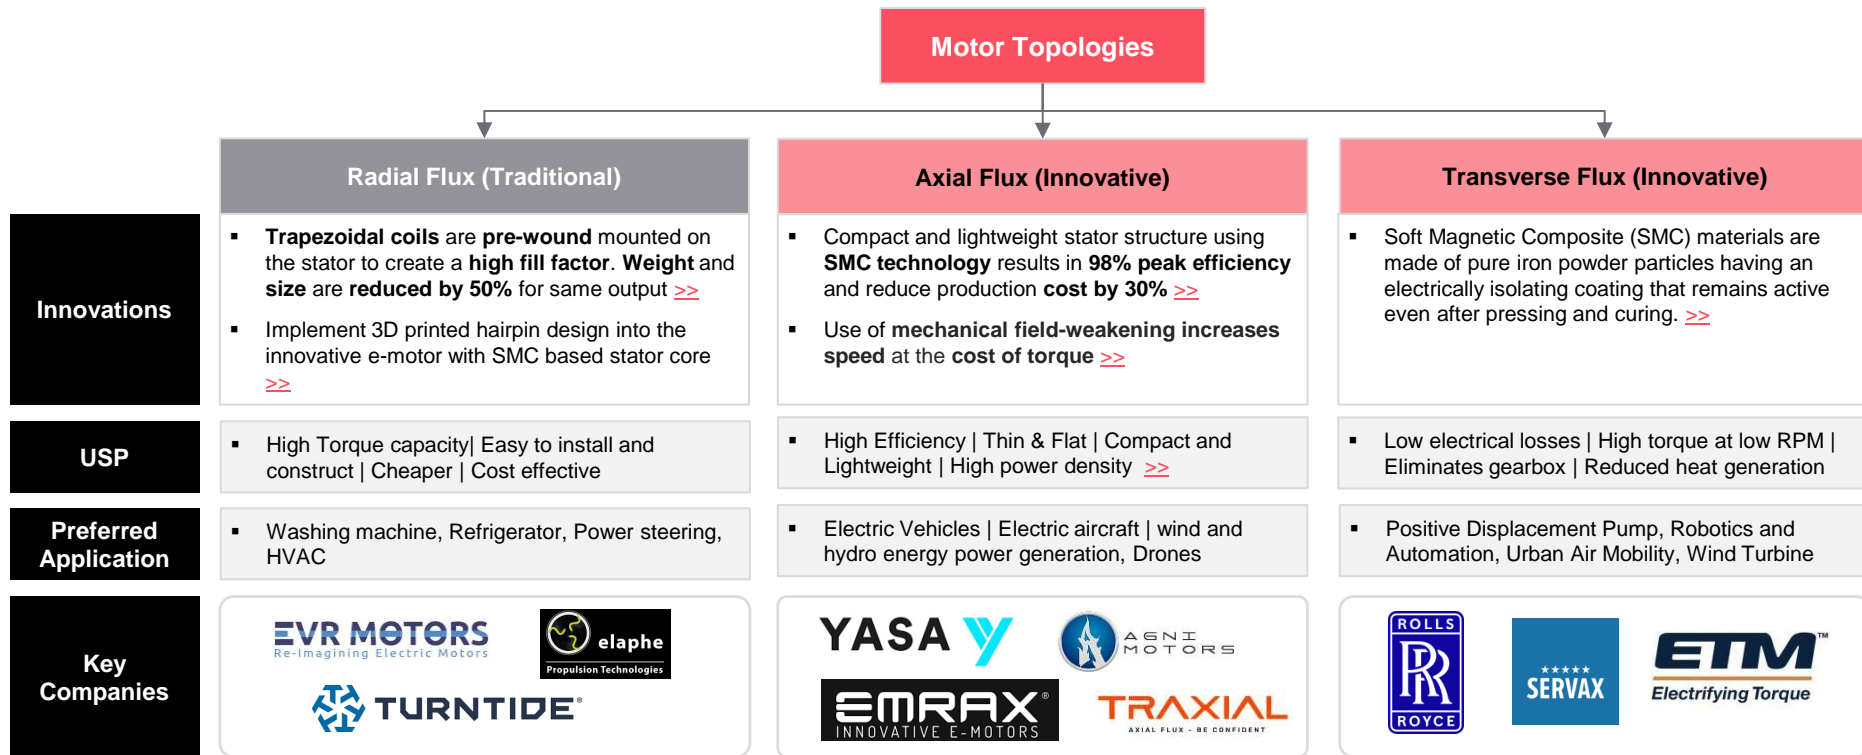 Motor Topologies
Radial Flux (Traditional)
Axial Flux (Innovative)
Transverse Flux (Innovative)
Innovations
▪ Trapezoidal coils are pre-wound mounted on
the stator to create a high fill factor. Weight and
size are reduced by 50% for same output >>
▪ Implement 3D printed hairpin design into the
innovative e-motor with SMC based stator core
>>
▪ Compact and lightweight stator structure using
SMC technology results in 98% peak efficiency
and reduce production cost by 30% >>
▪ Use of mechanical field-weakening increases
speed at the cost of torque >>
▪ Soft Magnetic Composite (SMC) materials are
made of pure iron powder particles having an
electrically isolating coating that remains active
even after pressing and curing. >>
USP
▪ High Torque capacity| Easy to install and
construct | Cheaper | Cost effective
▪ High Efficiency | Thin & Flat | Compact and
Lightweight | High power density >>
▪ Low electrical losses | High torque at low RPM |
Eliminates gearbox | Reduced heat generation
Preferred
Application
▪ Washing machine, Refrigerator, Power steering,
HVAC
▪ Electric Vehicles | Electric aircraft | wind and
hydro energy power generation, Drones
▪ Positive Displacement Pump, Robotics and
Automation, Urban Air Mobility, Wind Turbine
Key
Companies
EVR MOTORS
Re-Imagining Electric Motors
elaphe
Propulsion Technologies
TURNTIDE®
YASA
AGNI
MOTORS
EMRAX®
INNOVATIVE E-MOTORS
TRAXIAL
AXIAL FLUX - BE CONFIDENT
ROLLS
RR
ROYCE
SERVAX
ETM™
Electrifying Torque